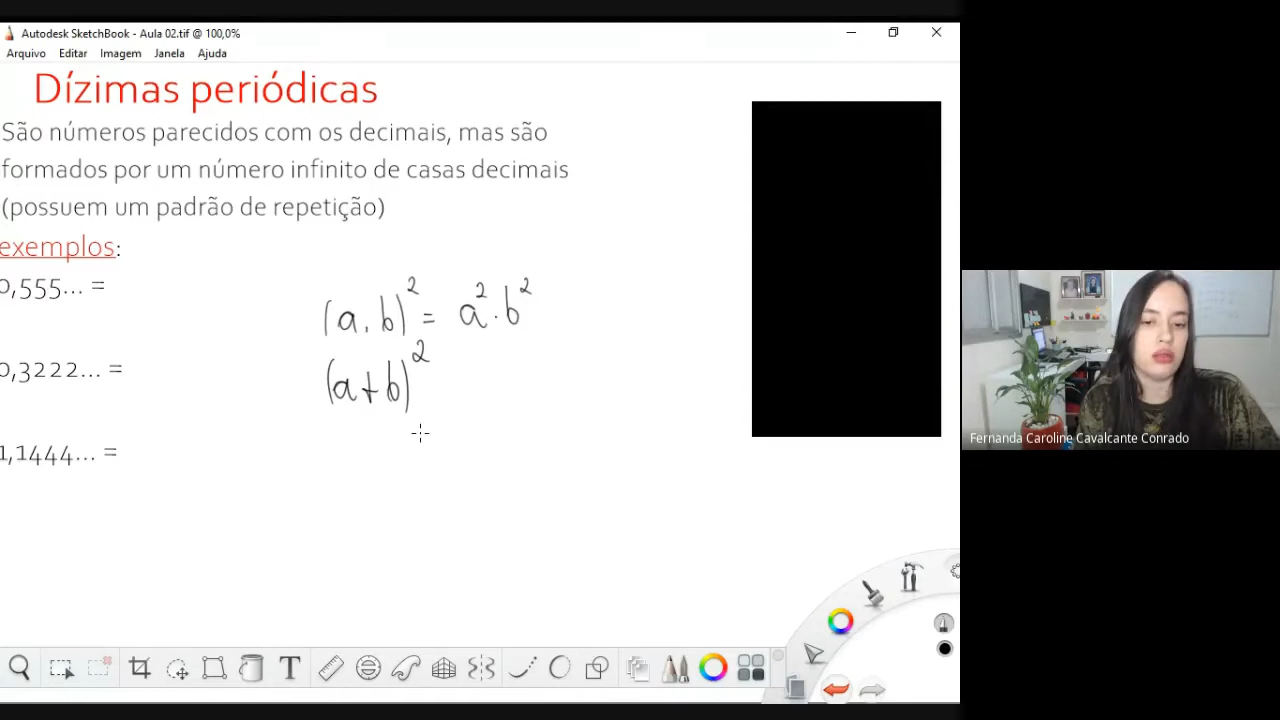 Autodesk SketchBook - Aula 02.tif @ 100,0%
Arquivo Editar Imagem Janela Ajuda
Dízimas periódicas
São números parecidos com os decimais, mas são
formados por um número infinito de casas decimais
(possuem um padrão de repetição)
exemplos:
0,555... =
(a.b)² = a².b²
0,3222... =
(a+b)²
1,1444... =
T
Fernanda Caroline Cavalcante Conrado